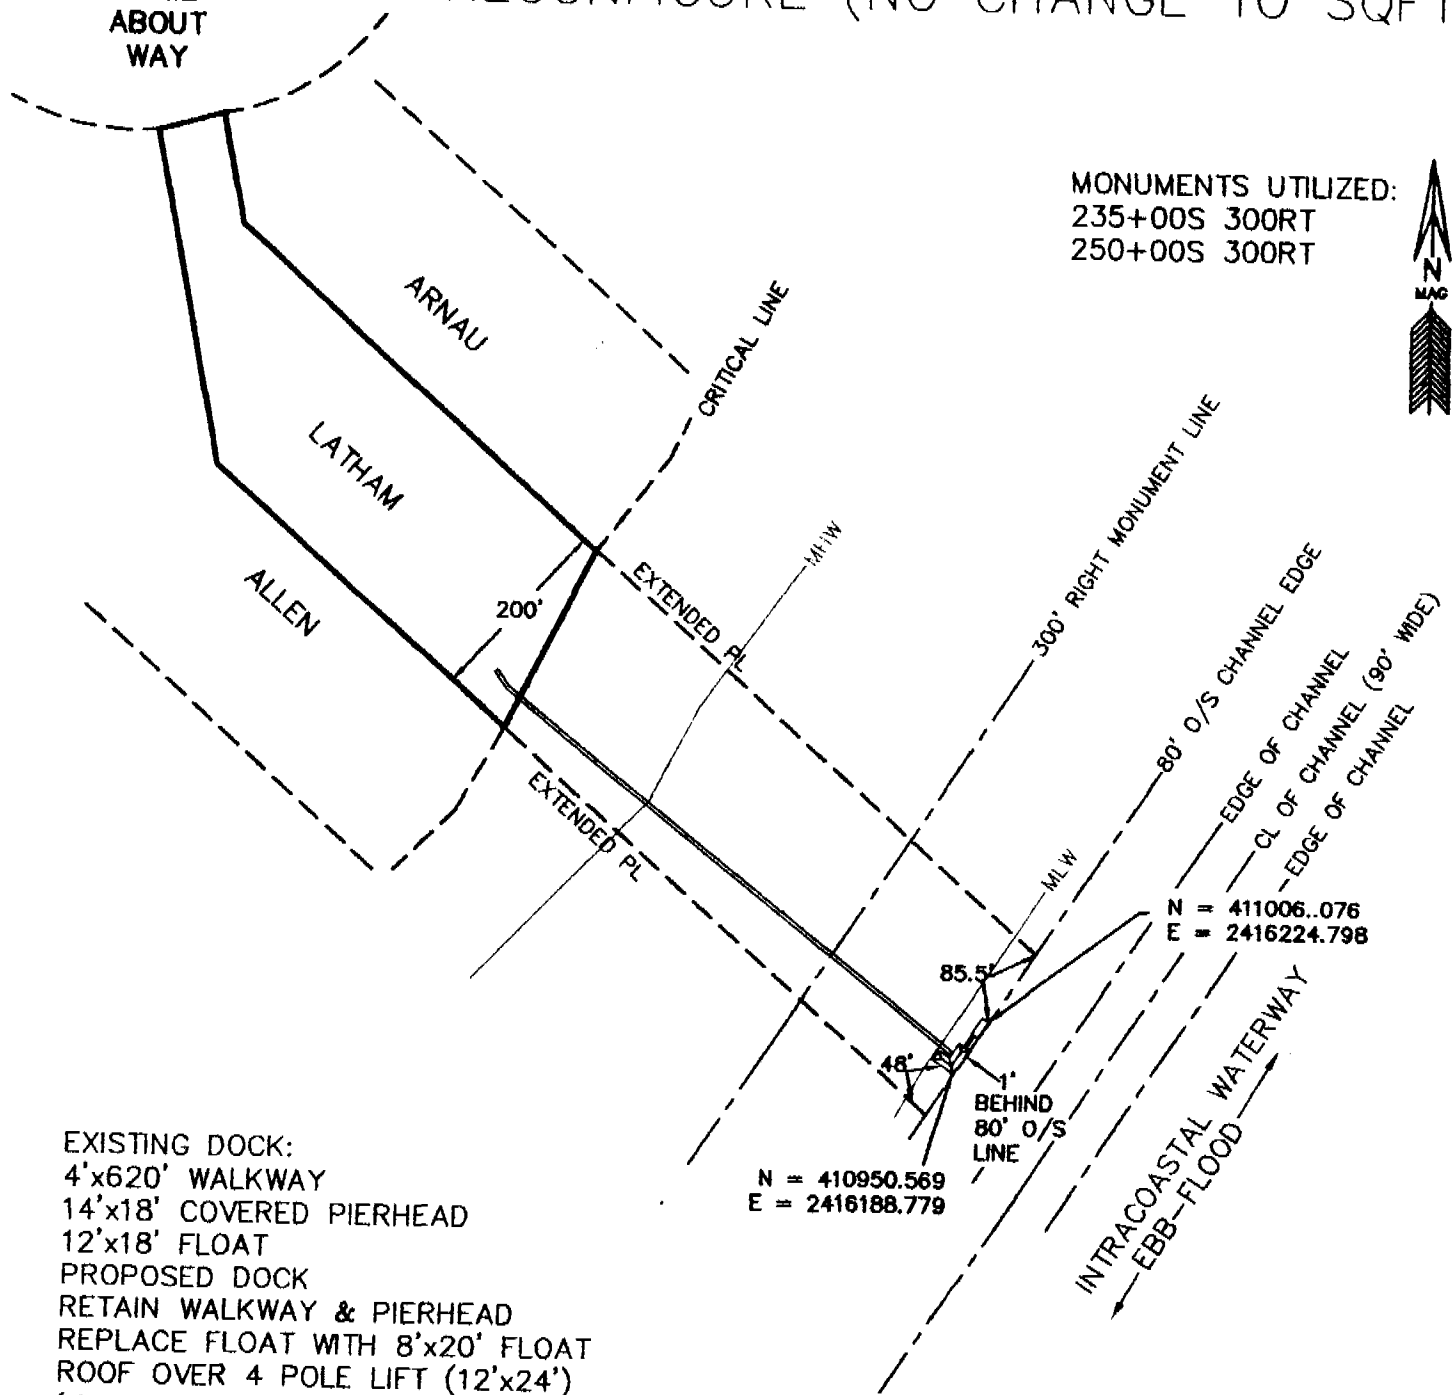 RECONFIGURE (NO CHANGE TO SQFT
ABOUT
WAY
MONUMENTS UTILIZED:
235+00S 300RT
250+00S 300RT
N
MAG
ARNAU
CRITICAL LINE
LATHAM
ALLEN
200'
EXTENDED PL
MHW
300' RIGHT MONUMENT LINE
80' O/S CHANNEL EDGE
EDGE OF CHANNEL
CL OF CHANNEL (90' WIDE)
EDGE OF CHANNEL
EXTENDED PL
MLW
N = 411006..076
E = 2416224.798
85.5'
48'
1'
BEHIND
80' O/S
LINE
N = 410950.569
E = 2416188.779
INTRACOASTAL WATERWAY
EBB-FLOOD
EXISTING DOCK:
4'x620' WALKWAY
14'x18' COVERED PIERHEAD
12'x18' FLOAT
PROPOSED DOCK
RETAIN WALKWAY & PIERHEAD
REPLACE FLOAT WITH 8'x20' FLOAT
ROOF OVER 4 POLE LIFT (12'x24')